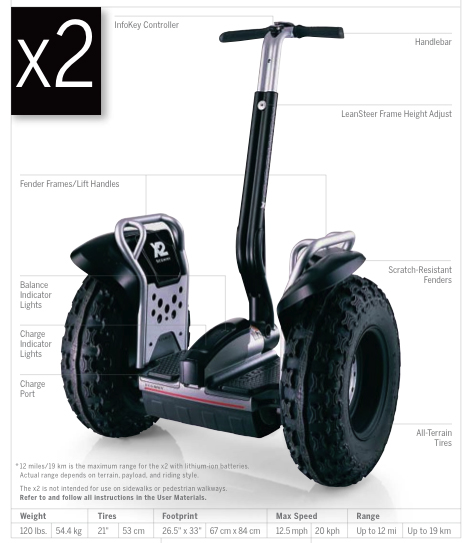 x2
InfoKey Controller
Handlebar
LeanSteer Frame Height Adjust
Fender Frames/Lift Handles
X2
Scratch-Resistant
Fenders
Balance
Indicator
Lights
Charge
Indicator
Lights
Charge
Port
All-Terrain
Tires
*12 miles/19 km is the maximum range for the x2 with lithium-ion batteries.
Actual range depends on terrain, payload, and riding style.
The x2 is not intended for use on sidewalks or pedestrian walkways.
Refer to and follow all instructions in the User Materials.
Weight Tires Footprint Max Speed Range
120 lbs. 54.4 kg 21" 53 cm 26.5" x 33" 67 cm x 84 cm 12.5 mph 20 kph Up to 12 mi Up to 19 km